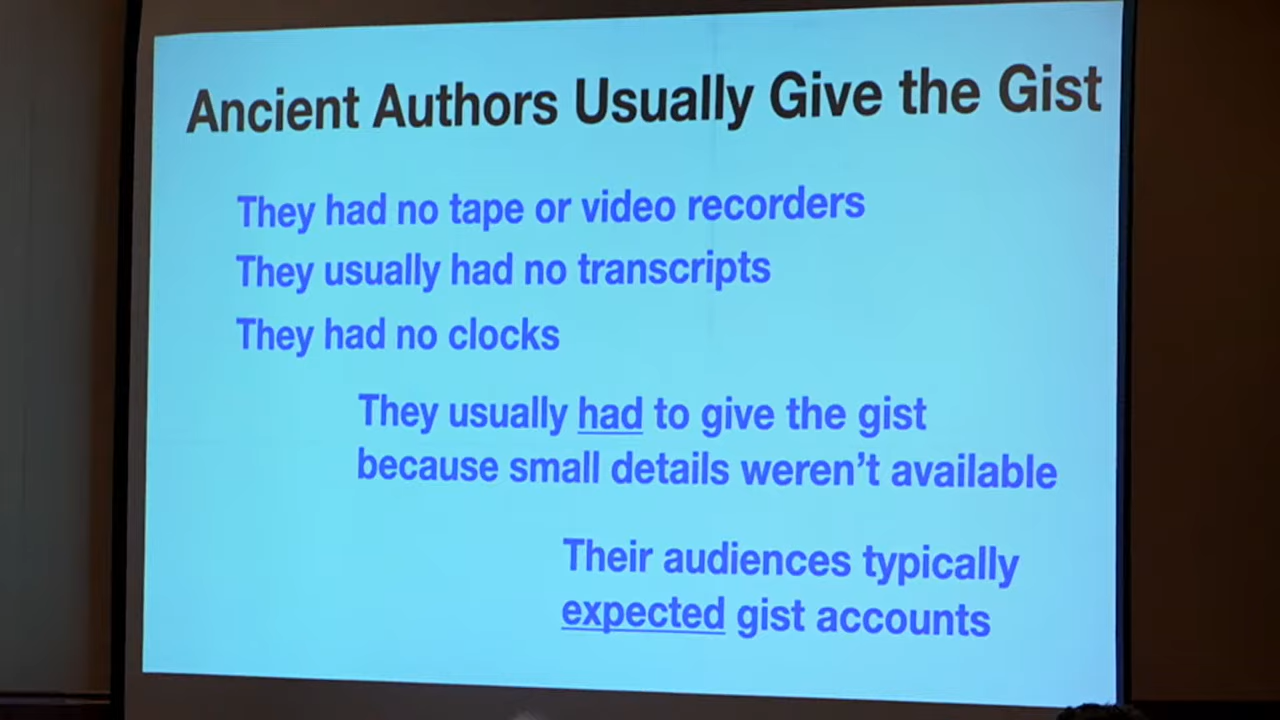 Ancient Authors Usually Give the Gist
They had no tape or video recorders
They usually had no transcripts
They had no clocks
They usually had to give the gist
because small details weren’t available
Their audiences typically
expected gist accounts